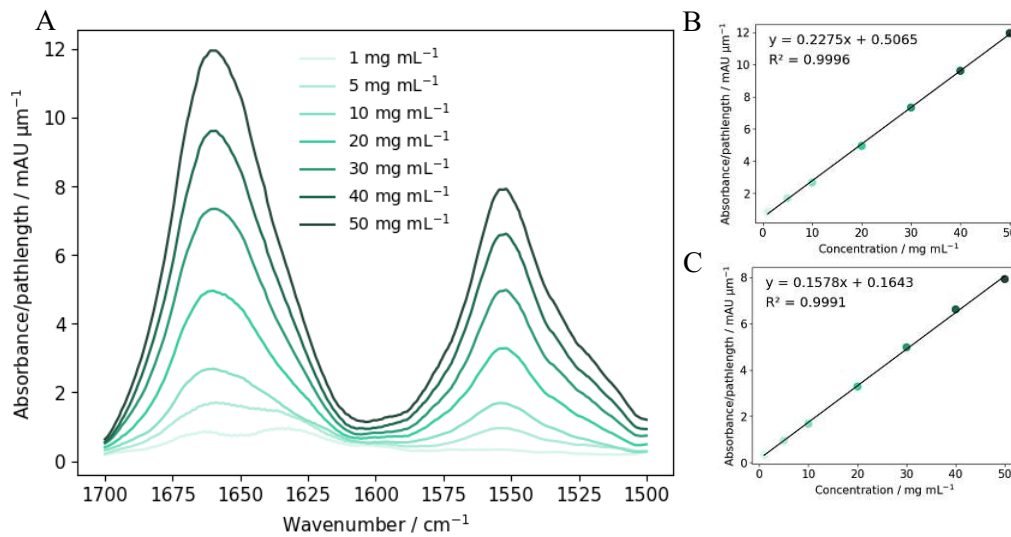 A
Absorbance/pathlength / mAU μm⁻¹
12
10
8
6
4
2
0
1 mg mL⁻¹
5 mg mL⁻¹
10 mg mL⁻¹
20 mg mL⁻¹
30 mg mL⁻¹
40 mg mL⁻¹
50 mg mL⁻¹
1700 1675 1650 1625 1600 1575 1550 1525 1500
Wavenumber / cm⁻¹
B
Absorbance/pathlength / mAU μm⁻¹
y = 0.2275x + 0.5065
R² = 0.9996
12
10
8
6
4
2
0 10 20 30 40 50
Concentration / mg mL⁻¹
C
Absorbance/pathlength / mAU μm⁻¹
y = 0.1578x + 0.1643
R² = 0.9991
8
6
4
2
0
0 10 20 30 40 50
Concentration / mg mL⁻¹